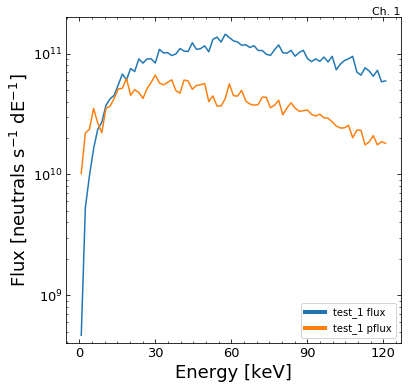 Ch. 1
Flux [neutrals s⁻¹ dE⁻¹]
10¹¹
10¹⁰
10⁹
0 30 60 90 120
Energy [keV]
test_1 flux
test_1 pflux